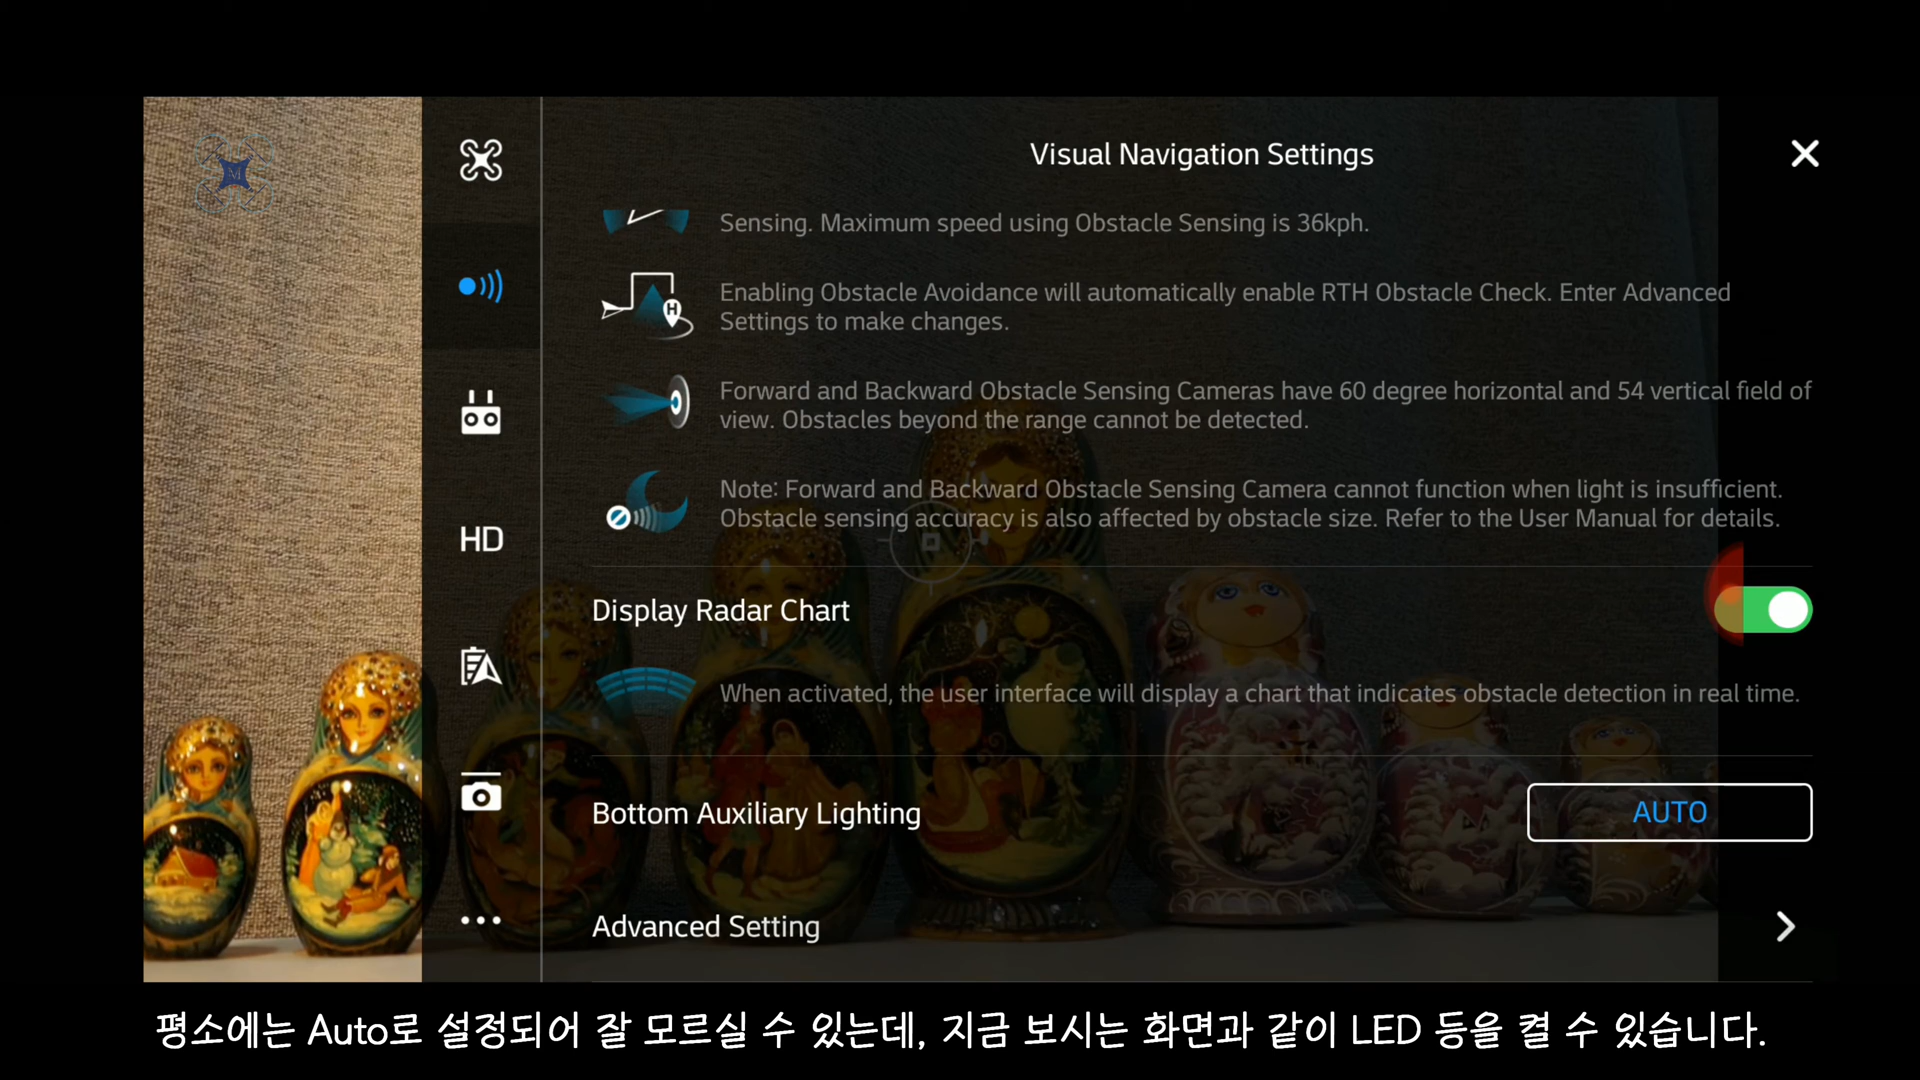 Visual Navigation Settings
Sensing. Maximum speed using Obstacle Sensing is 36kph.
Enabling Obstacle Avoidance will automatically enable RTH Obstacle Check. Enter Advanced
Settings to make changes.
H
Forward and Backward Obstacle Sensing Cameras have 60 degree horizontal and 54 vertical field of
view. Obstacles beyond the range cannot be detected.
Note: Forward and Backward Obstacle Sensing Camera cannot function when light is insufficient.
Obstacle sensing accuracy is also affected by obstacle size. Refer to the User Manual for details.
HD
Display Radar Chart
When activated, the user interface will display a chart that indicates obstacle detection in real time.
Bottom Auxiliary Lighting
AUTO
Advanced Setting
M
평소에는 Auto로 설정되어 잘 모르실 수 있는데, 지금 보시는 화면과 같이 LED 등을 켤 수 있습니다.